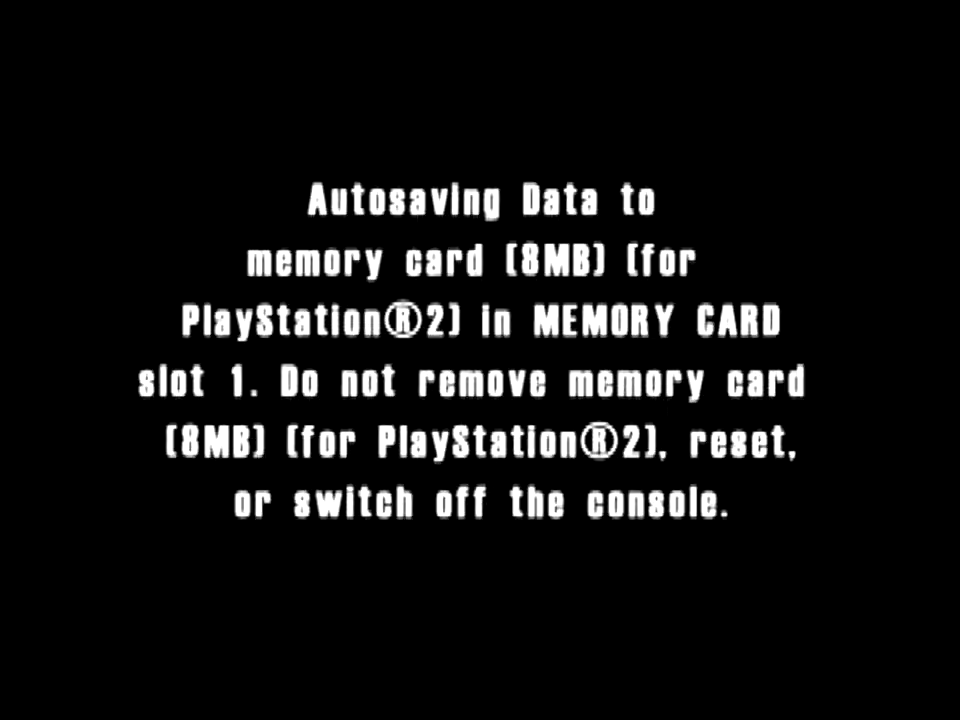 Autosaving Data to
memory card (8MB) (for
PlayStation®2) in MEMORY CARD
slot 1. Do not remove memory card
(8MB) (for PlayStation®2), reset,
or switch off the console.